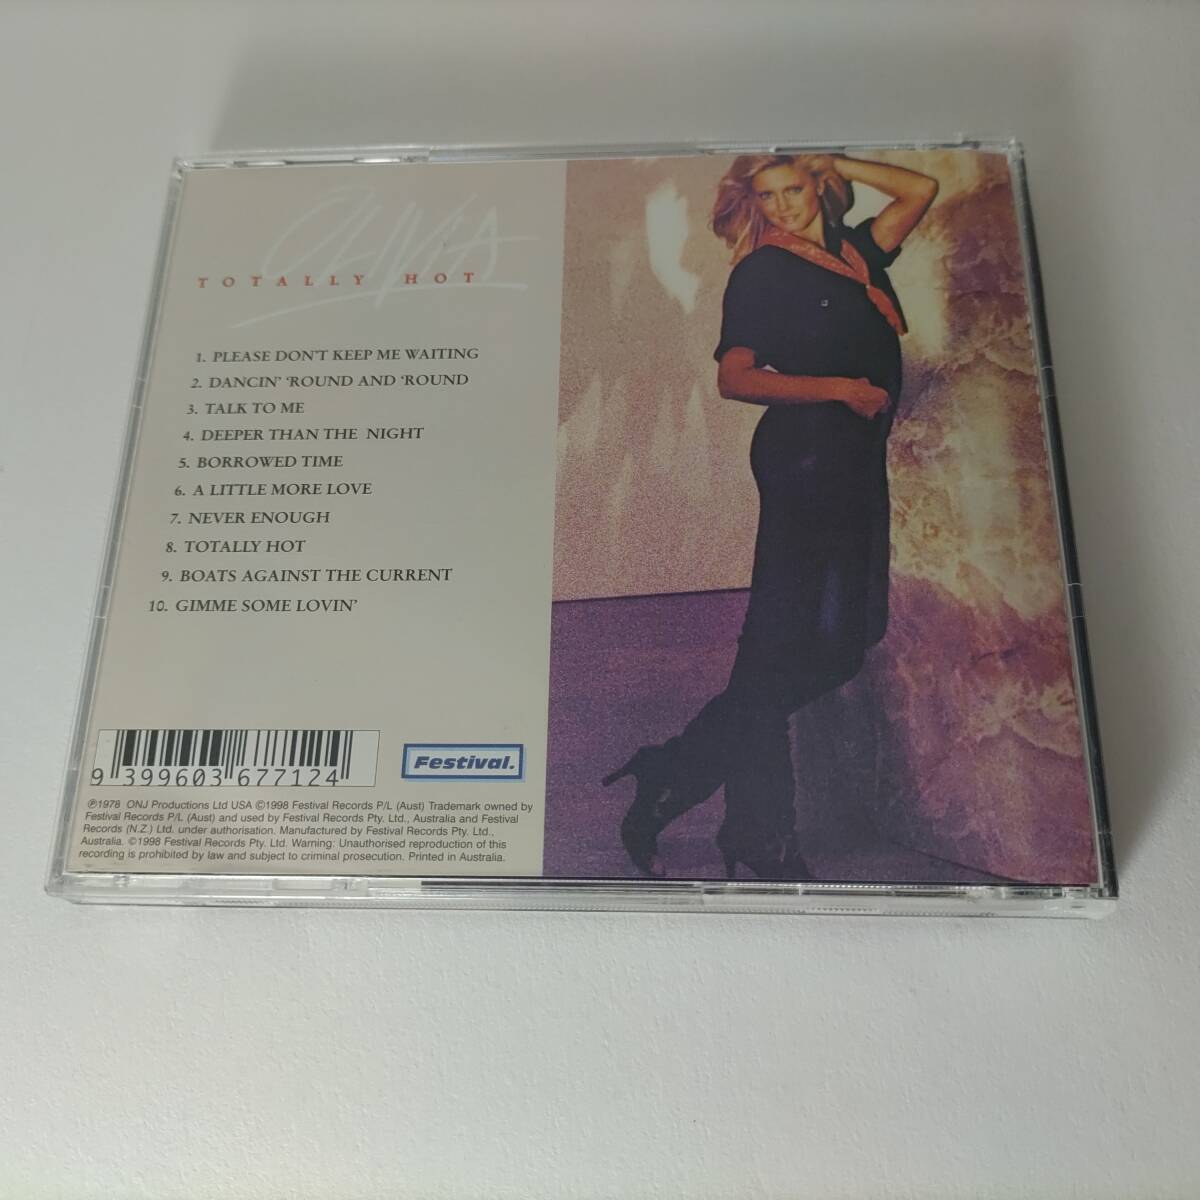 OLIVIA
TOTALLY HOT
1. PLEASE DON'T KEEP ME WAITING
2. DANCIN' 'ROUND AND 'ROUND
3. TALK TO ME
4. DEEPER THAN THE NIGHT
5. BORROWED TIME
6. A LITTLE MORE LOVE
7. NEVER ENOUGH
8. TOTALLY HOT
9. BOATS AGAINST THE CURRENT
10. GIMME SOME LOVIN'
9 399603 677124
Festival.
℗1978 ONJ Productions Ltd USA ©1998 Festival Records P/L (Aust) Trademark owned by
Festival Records P/L (Aust) and used by Festival Records Pty. Ltd., Australia and Festival
Records (N.Z.) Ltd. under authorisation. Manufactured by Festival Records Pty. Ltd.,
Australia. ©1998 Festival Records Pty. Ltd. Warning: Unauthorised reproduction of this
recording is prohibited by law and subject to criminal prosecution. Printed in Australia.